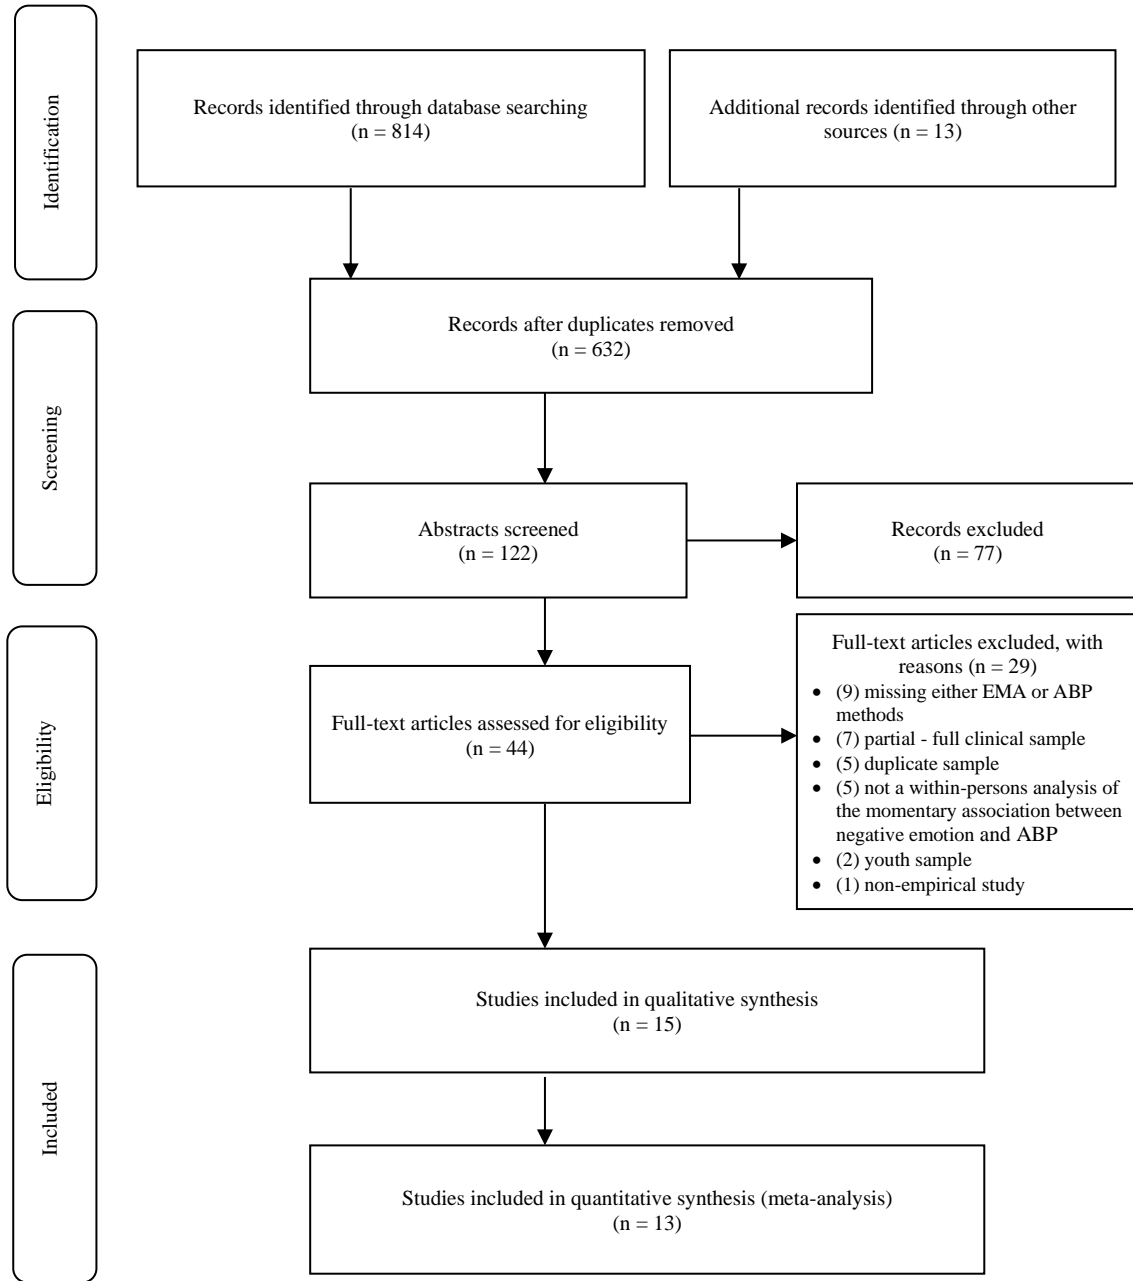 Identification
Records identified through database searching
(n = 814)
Additional records identified through other
sources (n = 13)
Records after duplicates removed
(n = 632)
Screening
Abstracts screened
(n = 122)
Records excluded
(n = 77)
Eligibility
Full-text articles assessed for eligibility
(n = 44)
Full-text articles excluded, with
reasons (n = 29)
• (9) missing either EMA or ABP
methods
• (7) partial - full clinical sample
• (5) duplicate sample
• (5) not a within-persons analysis of
the momentary association between
negative emotion and ABP
• (2) youth sample
• (1) non-empirical study
Included
Studies included in qualitative synthesis
(n = 15)
Studies included in quantitative synthesis (meta-analysis)
(n = 13)